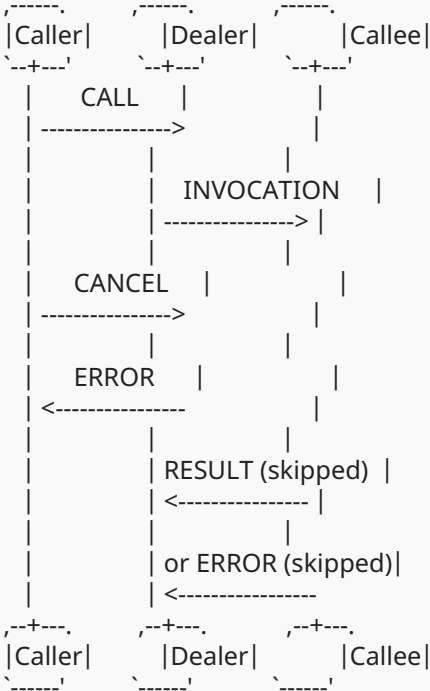 ,------.          ,------.          ,------.
|Caller|          |Dealer|          |Callee|
`--+---'          `--+---'          `--+---'
   |       CALL      |                 |
   | ---------------->                 |
   |                 |                 |
   |                 |    INVOCATION   |
   |                 | ----------------> |
   |                 |                 |
   |      CANCEL     |                 |
   | ---------------->                 |
   |                 |                 |
   |      ERROR      |                 |
   | <----------------                 |
   |                 |                 |
   |                 | RESULT (skipped) |
   |                 | <---------------- |
   |                 |                 |
   |                 | or ERROR (skipped)|
   |                 | <----------------
,--+---.          ,--+---.          ,--+---.
|Caller|          |Dealer|          |Callee|
`------'          `------'          `------'